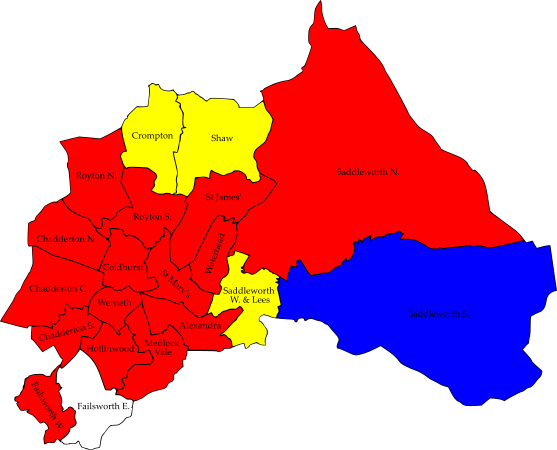 Crompton
Shaw
Saddleworth N.
Royton N.
St James'
Royton S.
Chadderton N.
Waterhead
Coldhurst
St Mary's
Chadderton C.
Saddleworth
W. & Lees
Werneth
Saddleworth S.
Alexandra
Chadderton S.
Medlock
Vale
Hollinwood
Failsworth W.
Failsworth E.